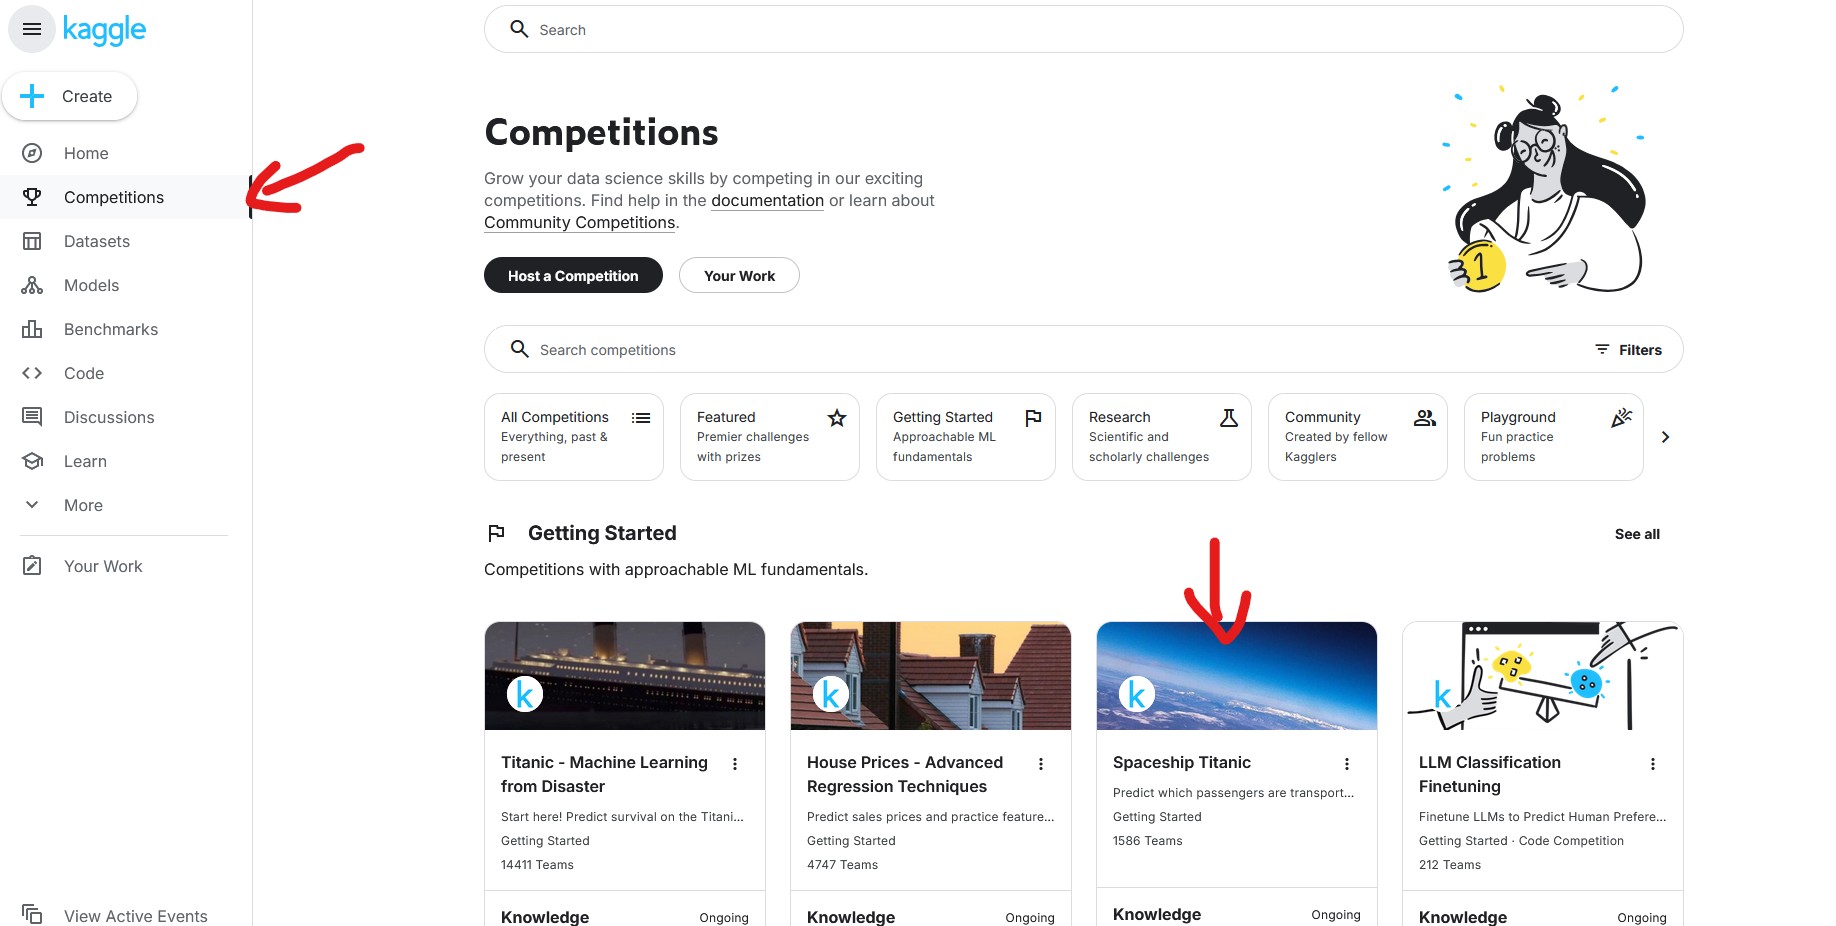 kaggle
Search
Create
Home
Competitions
Datasets
Models
Benchmarks
Code
Discussions
Learn
More
Your Work
View Active Events
Competitions
Grow your data science skills by competing in our exciting
competitions. Find help in the documentation or learn about
Community Competitions.
Host a Competition
Your Work
1
Search competitions
Filters
All Competitions
Everything, past &
present
Featured
Premier challenges
with prizes
Getting Started
Approachable ML
fundamentals
Research
Scientific and
scholarly challenges
Community
Created by fellow
Kagglers
Playground
Fun practice
problems
Getting Started
See all
Competitions with approachable ML fundamentals.
k
Titanic - Machine Learning
from Disaster
Start here! Predict survival on the Titani...
Getting Started
14411 Teams
Knowledge
Ongoing
k
House Prices - Advanced
Regression Techniques
Predict sales prices and practice feature...
Getting Started
4747 Teams
Knowledge
Ongoing
k
Spaceship Titanic
Predict which passengers are transport...
Getting Started
1586 Teams
Knowledge
Ongoing
k
LLM Classification
Finetuning
Finetune LLMs to Predict Human Prefere...
Getting Started · Code Competition
212 Teams
Knowledge
Ongoing